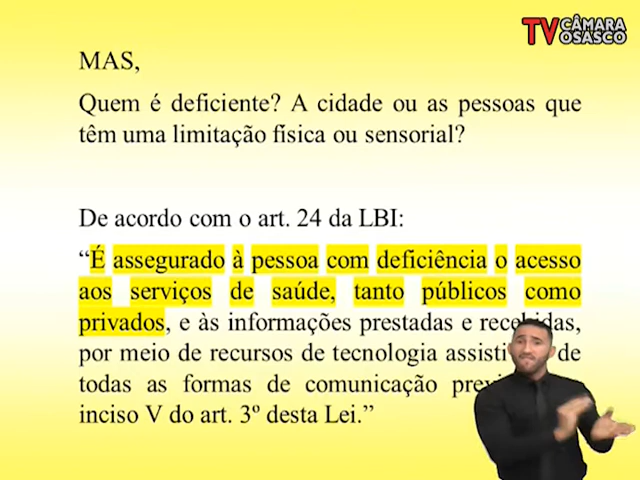 TV CÂMARA
OSASCO
MAS,
Quem é deficiente? A cidade ou as pessoas que
têm uma limitação física ou sensorial?
De acordo com o art. 24 da LBI:
“É assegurado à pessoa com deficiência o acesso
aos serviços de saúde, tanto públicos como
privados, e às informações prestadas e recebidas,
por meio de recursos de tecnologia de
todas as formas de comunicação
inciso V do art. 3º desta Lei.”